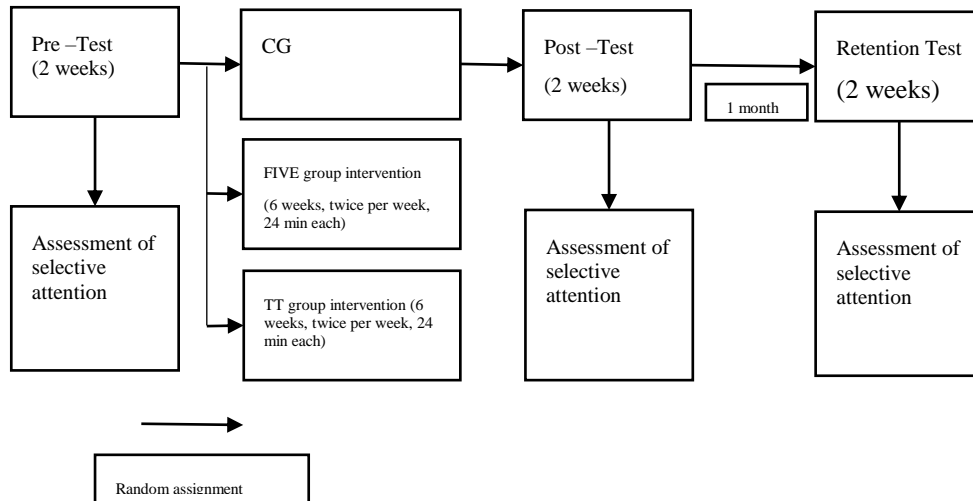 Pre –Test
(2 weeks)
CG
Post –Test
(2 weeks)
Retention Test
(2 weeks)
1 month
FIVE group intervention
(6 weeks, twice per week,
24 min each)
Assessment of
selective
attention
TT group intervention (6
weeks, twice per week, 24
min each)
Assessment of
selective
attention
Assessment of
selective
attention
Random assignment